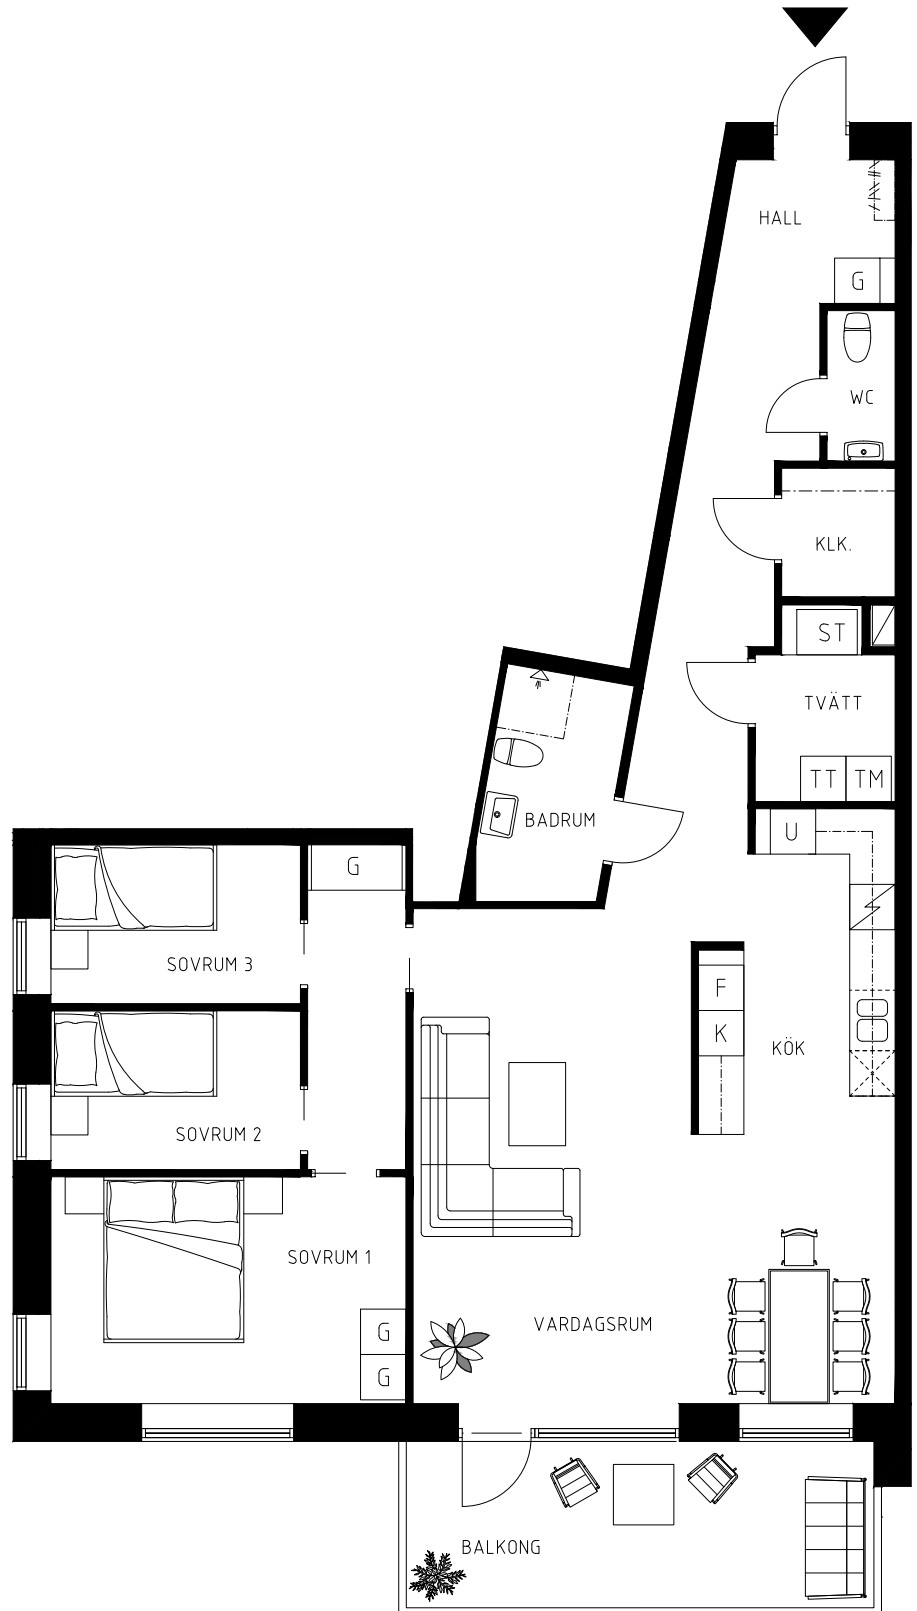 HALL
G
WC
KLK.
ST
TVÄTT
TT TM
BADRUM
U
G
SOVRUM 3
F
K
KÖK
SOVRUM 2
SOVRUM 1
VARDAGSRUM
G
G
BALKONG